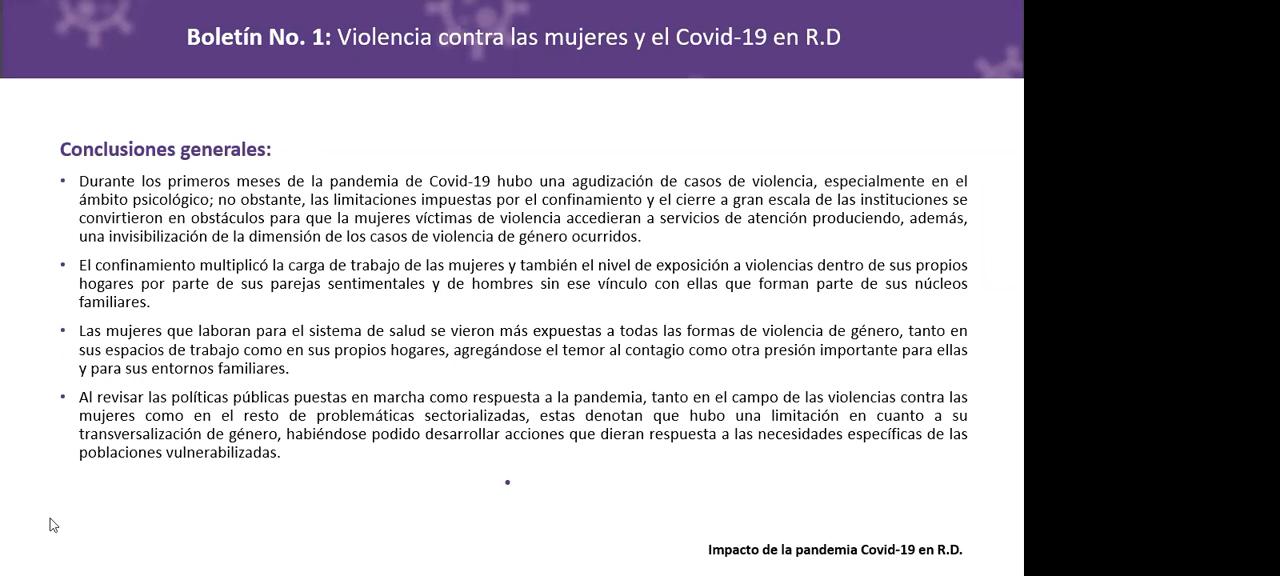 Boletín No. 1: Violencia contra las mujeres y el Covid-19 en R.D
Conclusiones generales:
• Durante los primeros meses de la pandemia de Covid-19 hubo una agudización de casos de violencia, especialmente en el
ámbito psicológico; no obstante, las limitaciones impuestas por el confinamiento y el cierre a gran escala de las instituciones se
convirtieron en obstáculos para que la mujeres víctimas de violencia accedieran a servicios de atención produciendo, además,
una invisibilización de la dimensión de los casos de violencia de género ocurridos.
• El confinamiento multiplicó la carga de trabajo de las mujeres y también el nivel de exposición a violencias dentro de sus propios
hogares por parte de sus parejas sentimentales y de hombres sin ese vínculo con ellas que forman parte de sus núcleos
familiares.
• Las mujeres que laboran para el sistema de salud se vieron más expuestas a todas las formas de violencia de género, tanto en
sus espacios de trabajo como en sus propios hogares, agregándose el temor al contagio como otra presión importante para ellas
y para sus entornos familiares.
• Al revisar las políticas públicas puestas en marcha como respuesta a la pandemia, tanto en el campo de las violencias contra las
mujeres como en el resto de problemáticas sectorializadas, estas denotan que hubo una limitación en cuanto a su
transversalización de género, habiéndose podido desarrollar acciones que dieran respuesta a las necesidades específicas de las
poblaciones vulnerabilizadas.
•
Impacto de la pandemia Covid-19 en R.D.